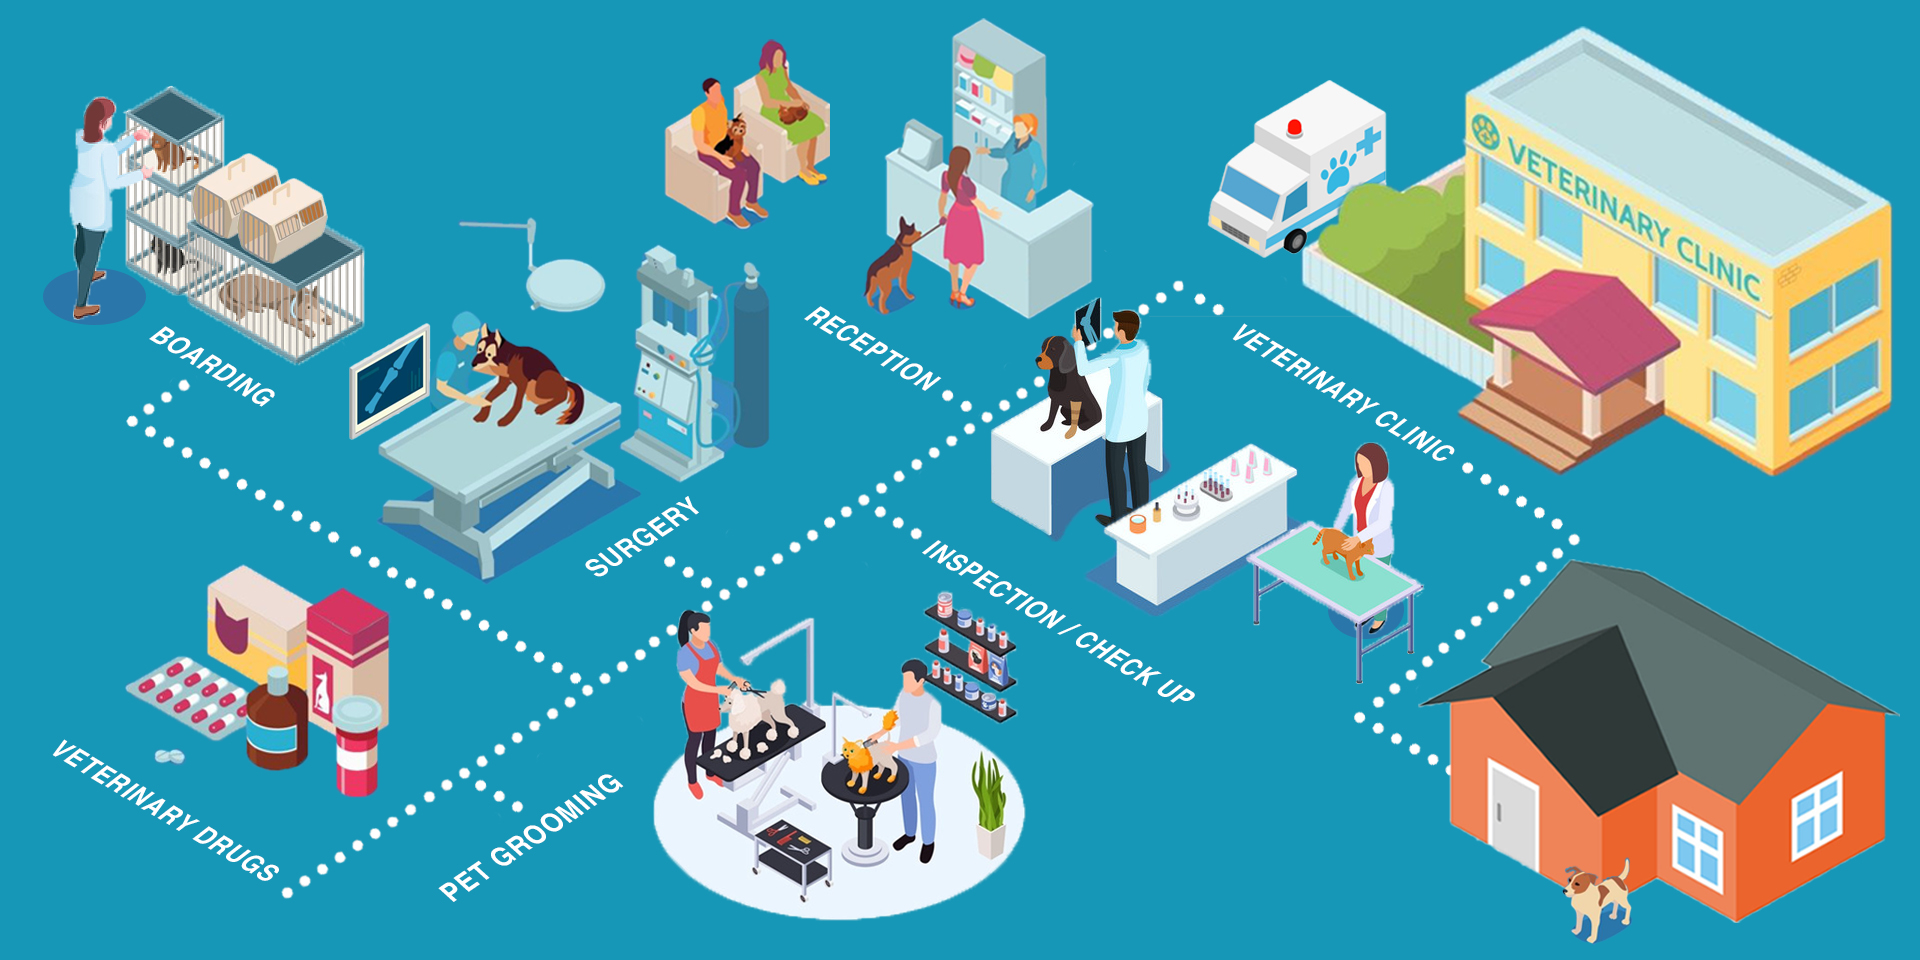 VETERINARY CLINIC
BOARDING
RECEPTION
VETERINARY CLINIC
SURGERY
INSPECTION / CHECK UP
VETERINARY DRUGS
PET GROOMING